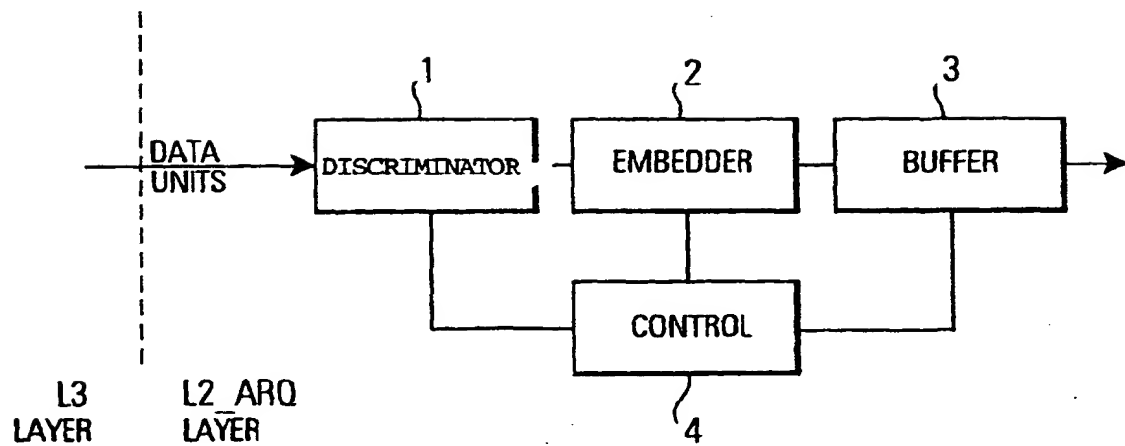 1
2
3
DATA
UNITS
DISCRIMINATOR
EMBEDDER
BUFFER
CONTROL
4
L3
LAYER
L2_ARQ
LAYER